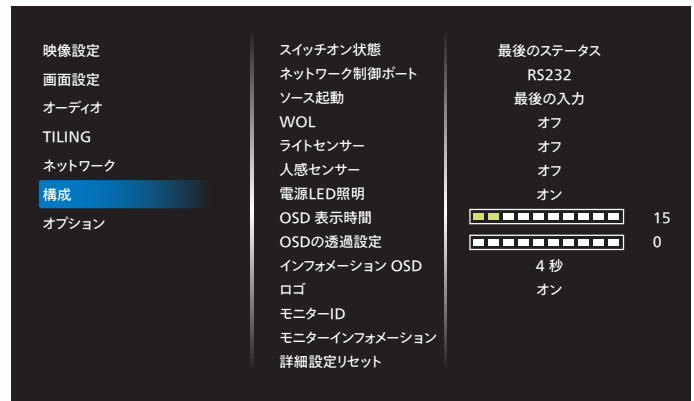 映像設定
画面設定
オーディオ
TILING
ネットワーク
構成
オプション
スイッチオン状態 最後のステータス
ネットワーク制御ポート RS232
ソース起動 最後の入力
WOL オフ
ライトセンサー オフ
人感センサー オフ
電源LED照明 オン
OSD 表示時間 15
OSDの透過設定 0
インフォメーション OSD 4 秒
ロゴ オン
モニターID
モニターインフォメーション
詳細設定リセット